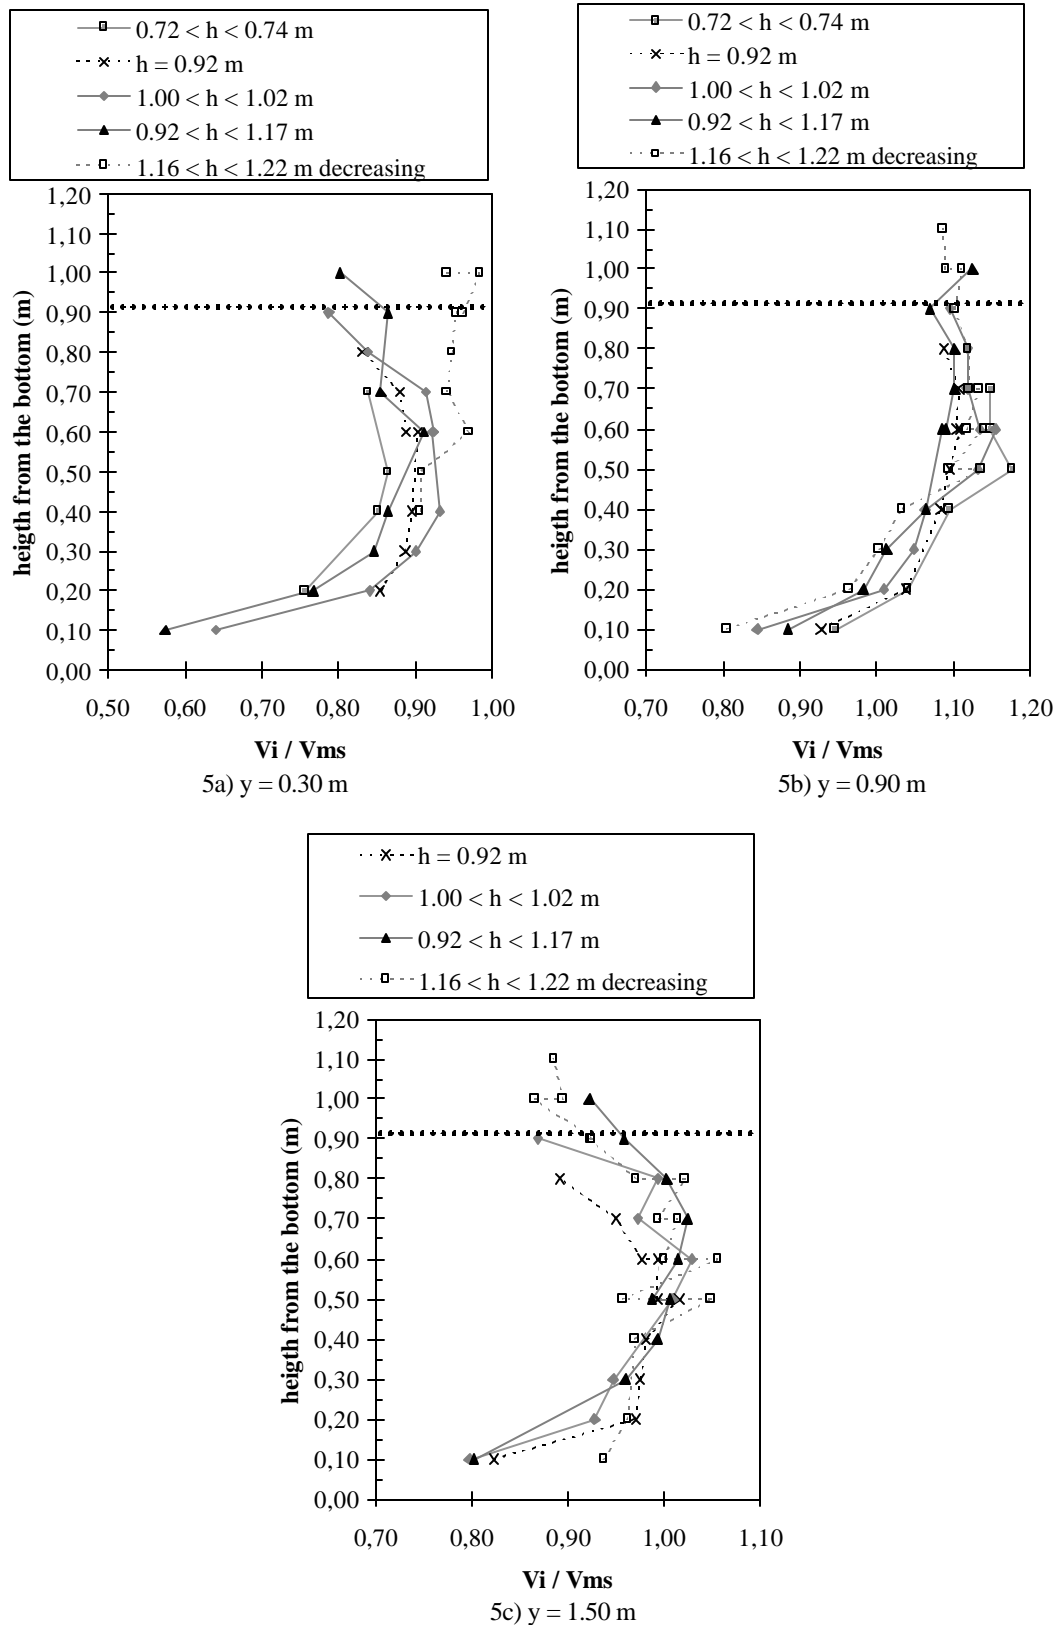 0.72 < h < 0.74 m
h = 0.92 m
1.00 < h < 1.02 m
0.92 < h < 1.17 m
1.16 < h < 1.22 m decreasing
1,20
1,10
1,00
0,90
0,80
0,70
0,60
0,50
0,40
0,30
0,20
0,10
0,00
heigth from the bottom (m)
0,50 0,60 0,70 0,80 0,90 1,00
Vi / Vms
5a) y = 0.30 m
0.72 < h < 0.74 m
h = 0.92 m
1.00 < h < 1.02 m
0.92 < h < 1.17 m
1.16 < h < 1.22 m decreasing
1,20
1,10
1,00
0,90
0,80
0,70
0,60
0,50
0,40
0,30
0,20
0,10
0,00
heigth from the bottom (m)
0,70 0,80 0,90 1,00 1,10 1,20
Vi / Vms
5b) y = 0.90 m
h = 0.92 m
1.00 < h < 1.02 m
0.92 < h < 1.17 m
1.16 < h < 1.22 m decreasing
1,20
1,10
1,00
0,90
0,80
0,70
0,60
0,50
0,40
0,30
0,20
0,10
0,00
heigth from the bottom (m)
0,70 0,80 0,90 1,00 1,10
Vi / Vms
5c) y = 1.50 m